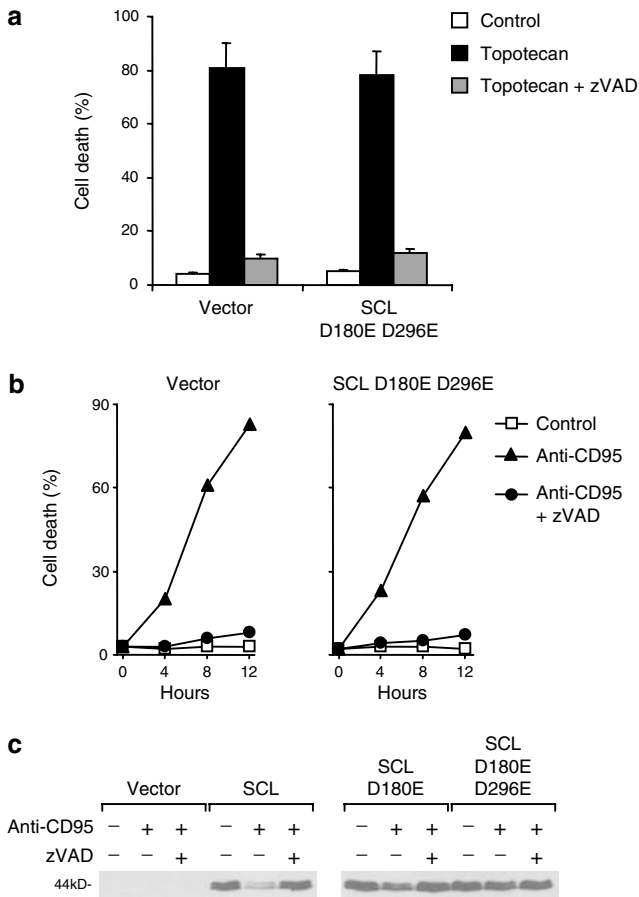 a
Control
Topotecan
Topotecan + zVAD
Cell death (%)
100
80
60
40
20
0
Vector
SCL
D180E D296E
b
Vector
SCL D180E D296E
Cell death (%)
90
60
30
0
0 4 8 12
Hours
0 4 8 12
Hours
Control
Anti-CD95
Anti-CD95
+ zVAD
c
Vector
SCL
SCL
D180E
SCL
D180E
D296E
Anti-CD95 – + + – + + – + + – + +
zVAD – – + – – + – – + – – +
44kD-